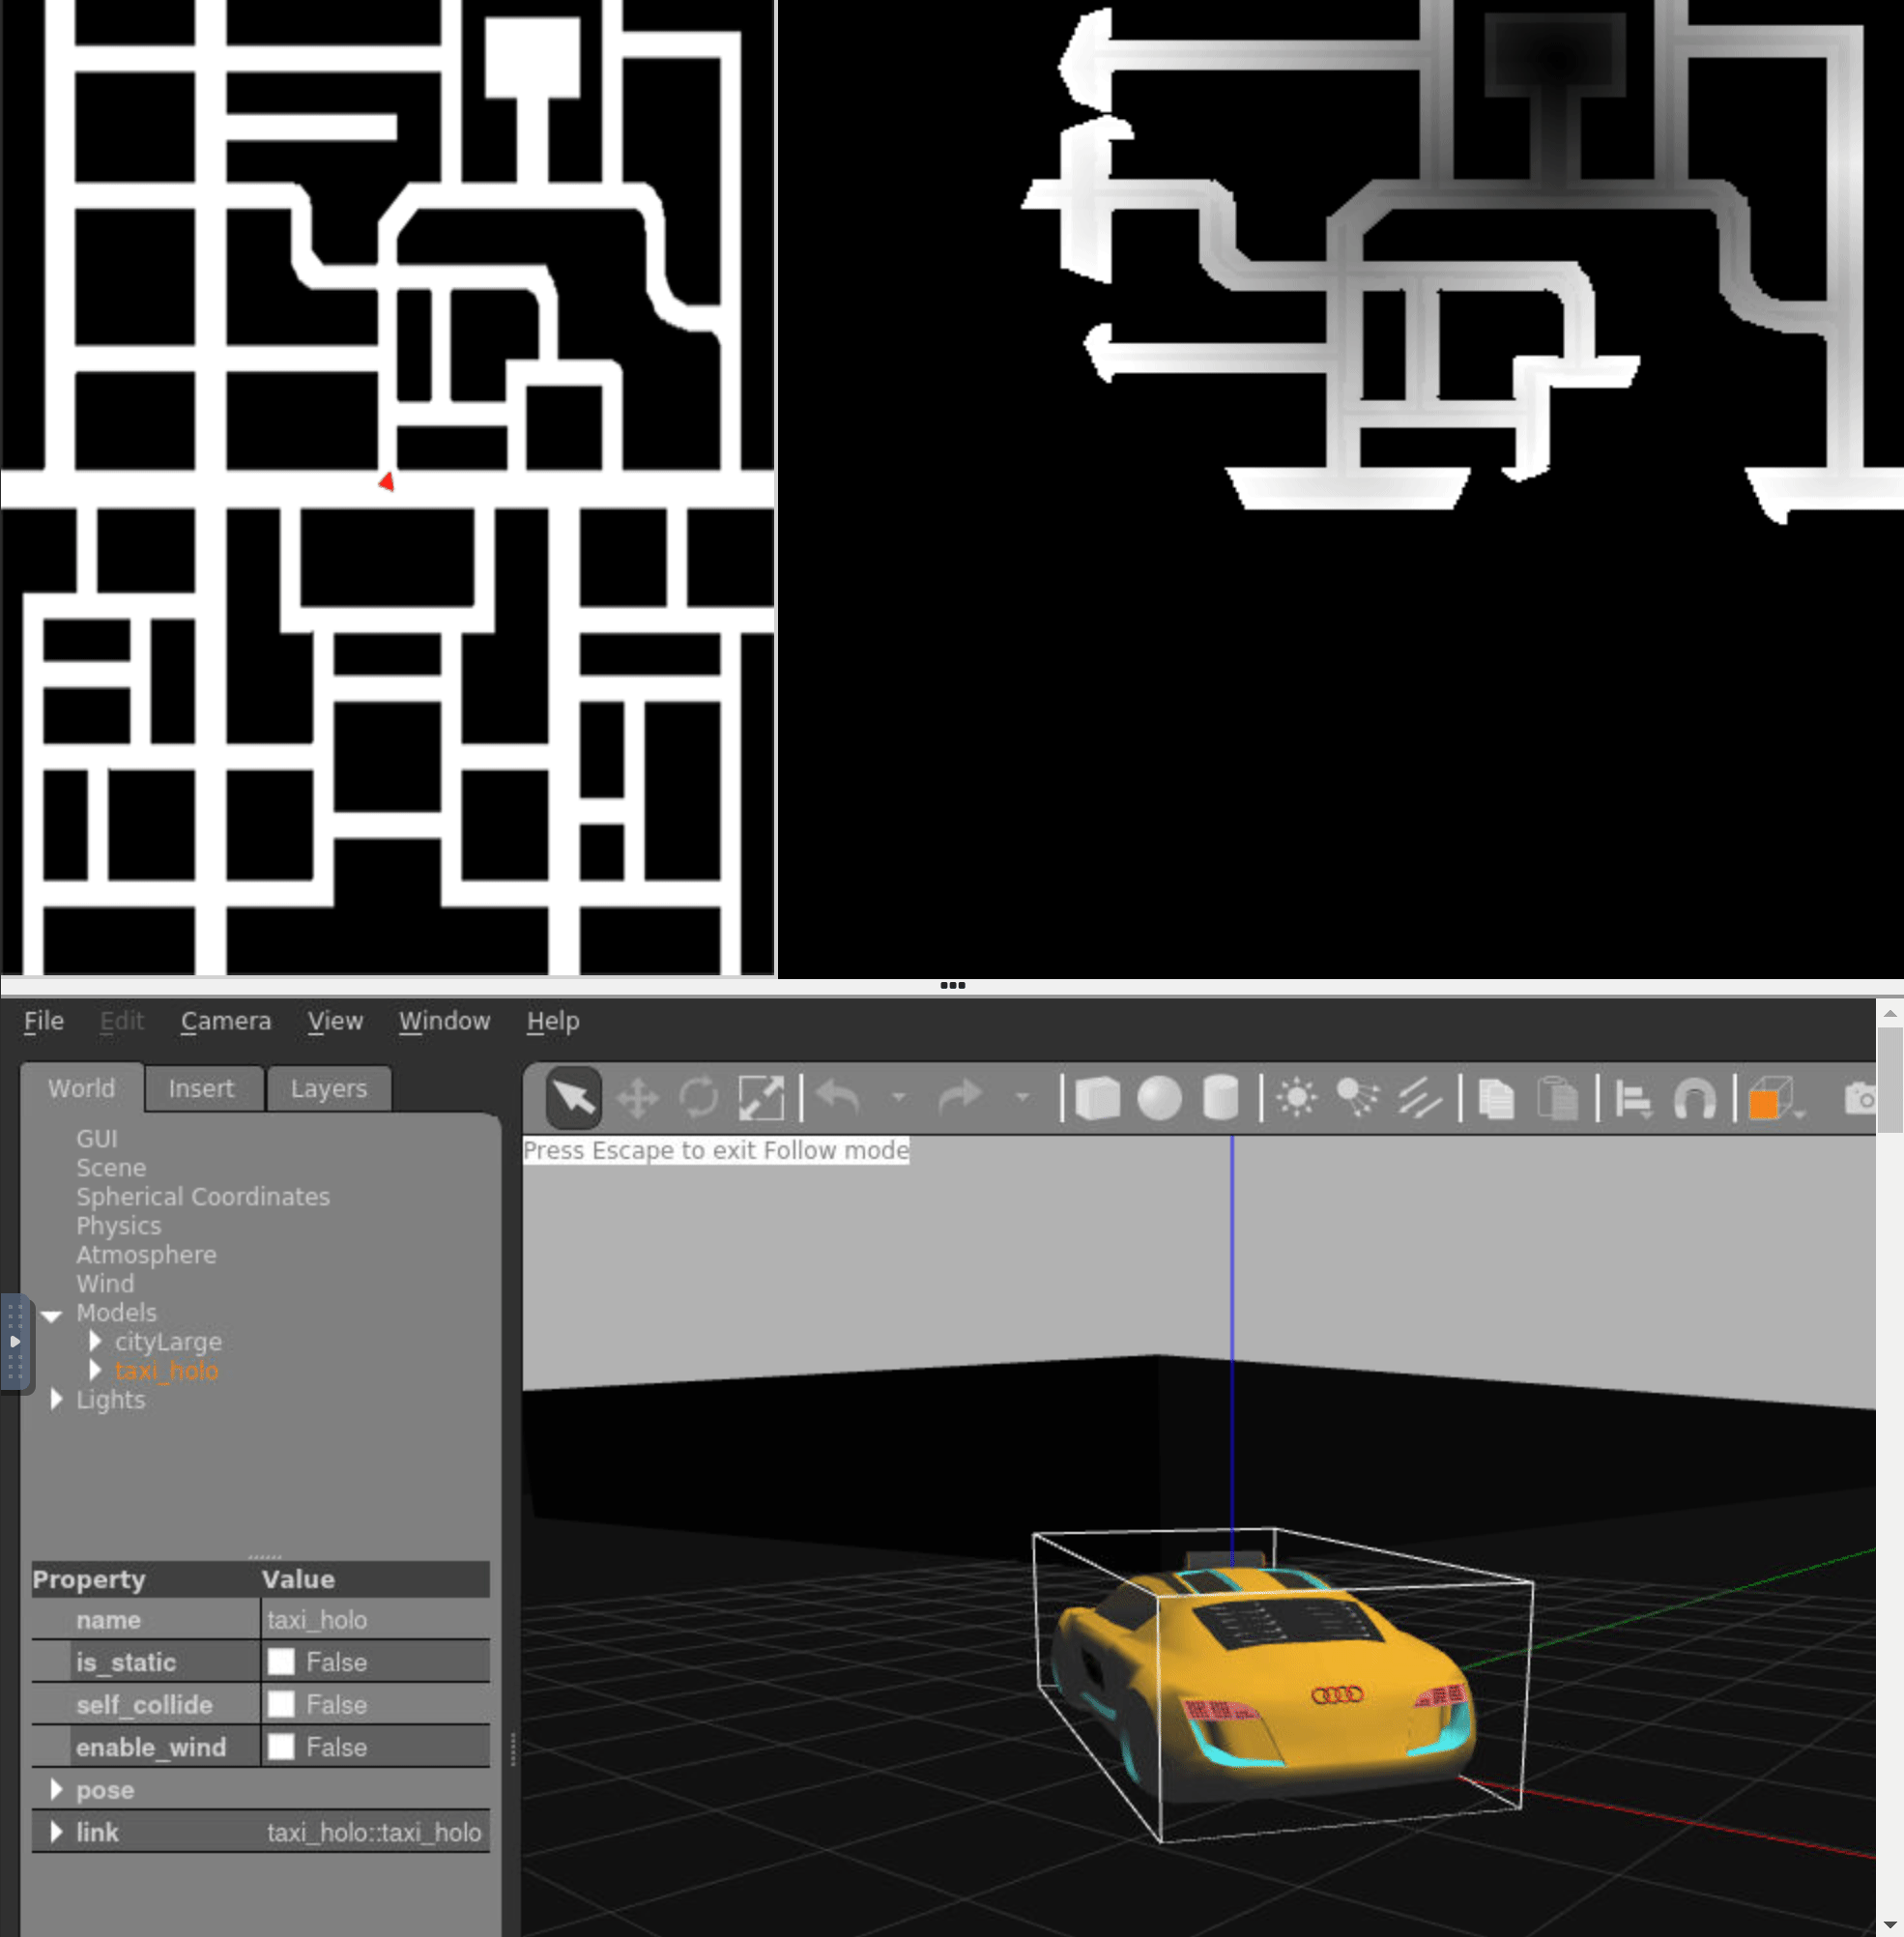 File Edit Camera View Window Help
World Insert Layers
Press Escape to exit Follow mode
GUI
Scene
Spherical Coordinates
Physics
Atmosphere
Wind
Models
cityLarge
taxi_holo
Lights
Property Value
name taxi_holo
is_static False
self_collide False
enable_wind False
pose
link taxi_holo::taxi_holo